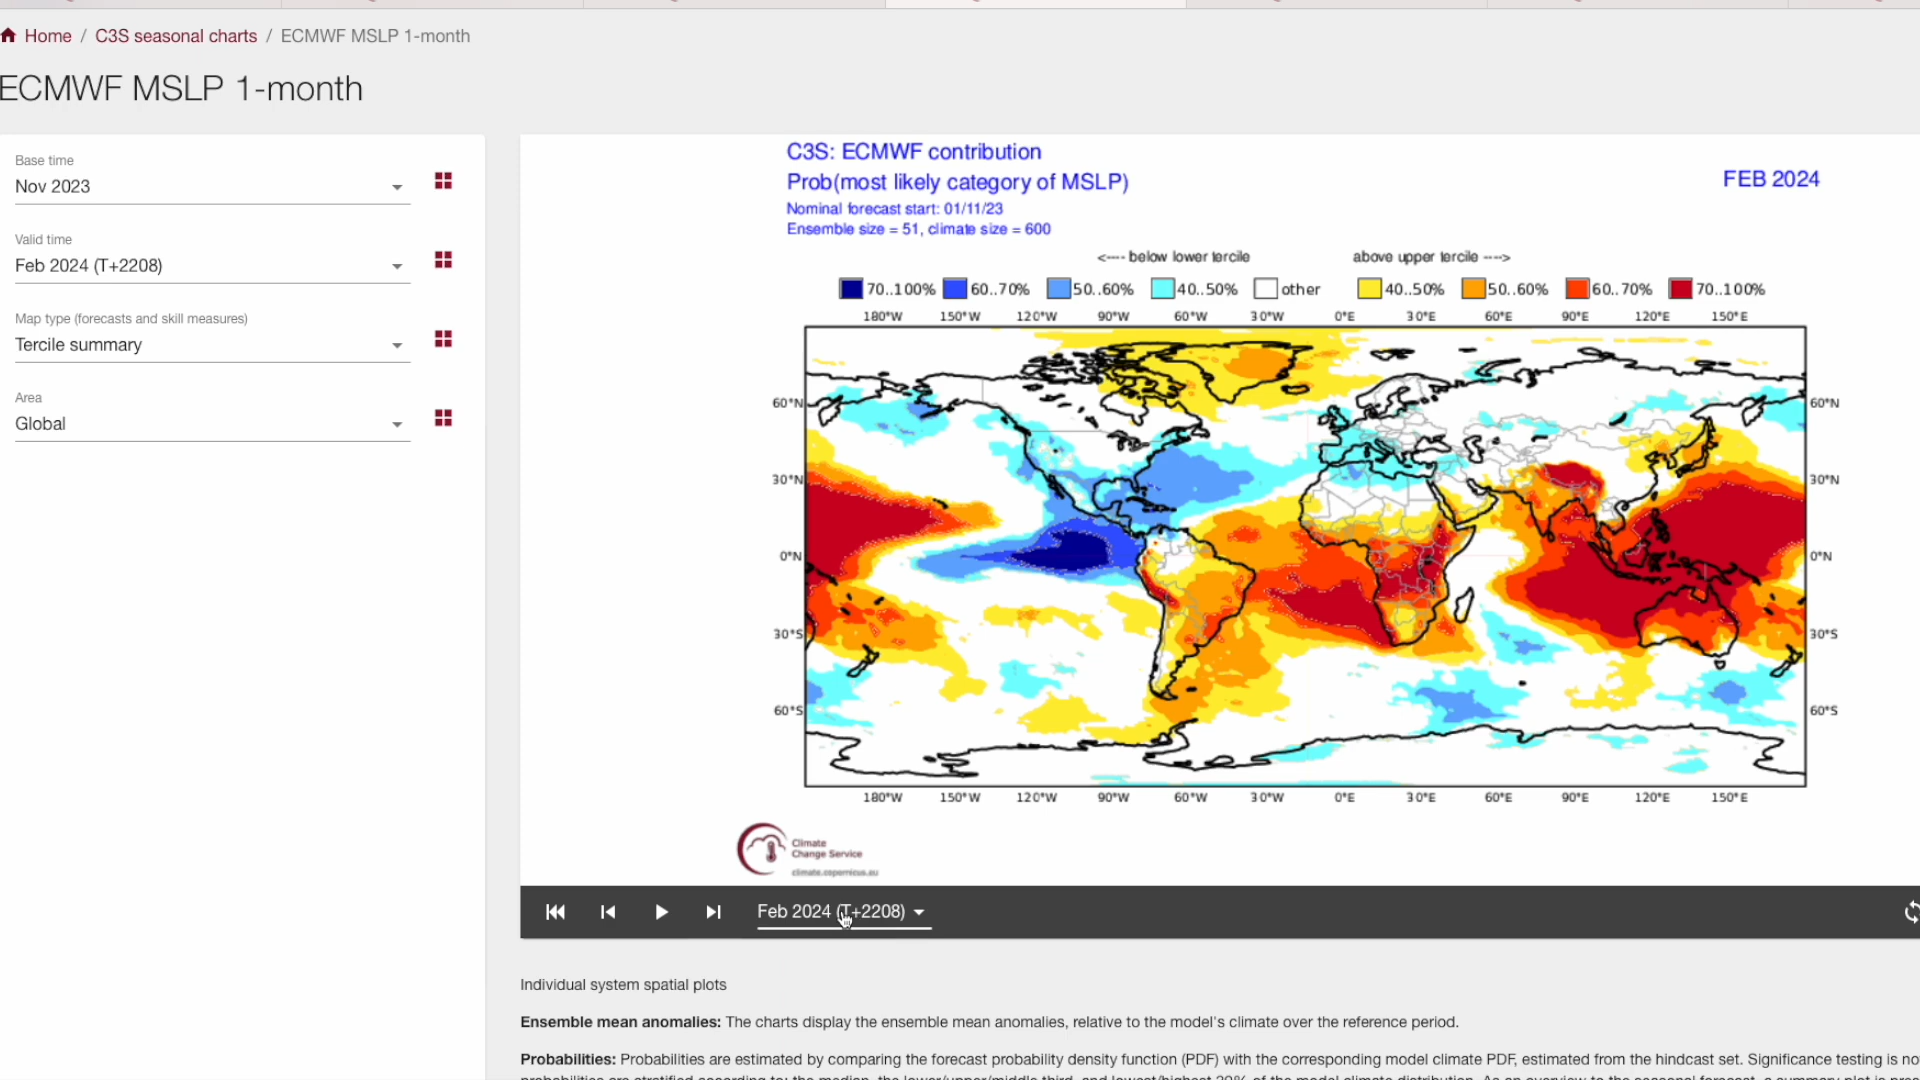 Home / C3S seasonal charts / ECMWF MSLP 1-month
ECMWF MSLP 1-month
Base time
Nov 2023
Valid time
Feb 2024 (T+2208)
Map type (forecasts and skill measures)
Tercile summary
Area
Global
C3S: ECMWF contribution
Prob(most likely category of MSLP)
FEB 2024
Nominal forecast start: 01/11/23
Ensemble size = 51, climate size = 600
<---- below lower tercile above upper tercile ---->
70..100% 60..70% 50..60% 40..50% other 40..50% 50..60% 60..70% 70..100%
180°W 150°W 120°W 90°W 60°W 30°W 0°E 30°E 60°E 90°E 120°E 150°E
60°N 60°N
30°N 30°N
0°N 0°N
30°S 30°S
60°S 60°S
180°W 150°W 120°W 90°W 60°W 30°W 0°E 30°E 60°E 90°E 120°E 150°E
Climate
Change Service
climate.copernicus.eu
Feb 2024 (T+2208)
Individual system spatial plots
Ensemble mean anomalies: The charts display the ensemble mean anomalies, relative to the model's climate over the reference period.
Probabilities: Probabilities are estimated by comparing the forecast probability density function (PDF) with the corresponding model climate PDF, estimated from the hindcast set. Significance testing is no